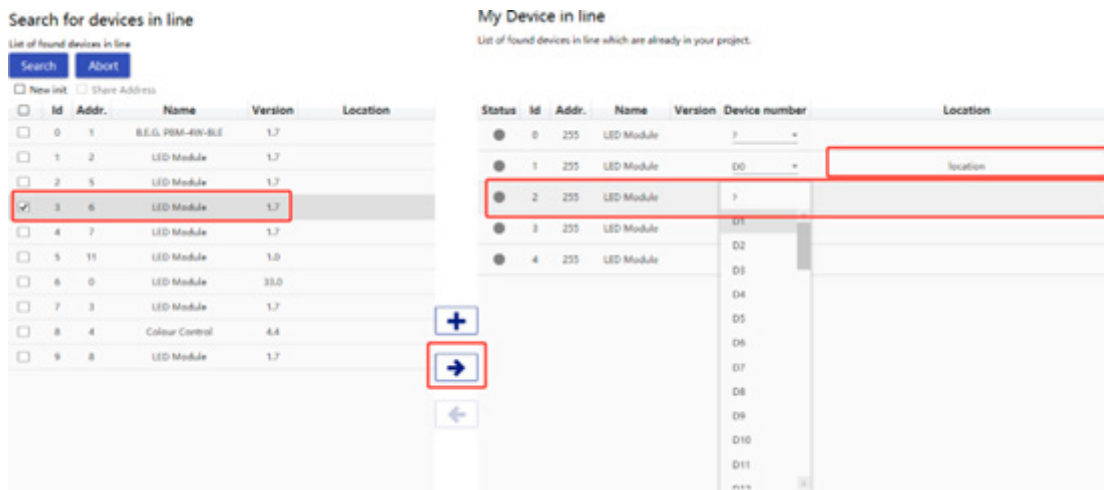 Search for devices in line
List of found devices in line
Search Abort
New init Share Address
Id Addr. Name Version Location
0 1 B.E.G. PBM-4W-BLE 1.7
1 2 LED Module 1.7
2 5 LED Module 1.7
3 6 LED Module 1.7
4 7 LED Module 1.7
5 11 LED Module 1.0
6 0 LED Module 33.0
7 3 LED Module 1.7
8 4 Colour Control 4.4
9 8 LED Module 1.7
My Device in line
List of found devices in line which are already in your project.
Status Id Addr. Name Version Device number Location
0 255 LED Module ?
1 255 LED Module D0 location
2 255 LED Module ?
3 255 LED Module
4 255 LED Module
D1
D2
D3
D4
D5
D6
D7
D8
D9
D10
D11